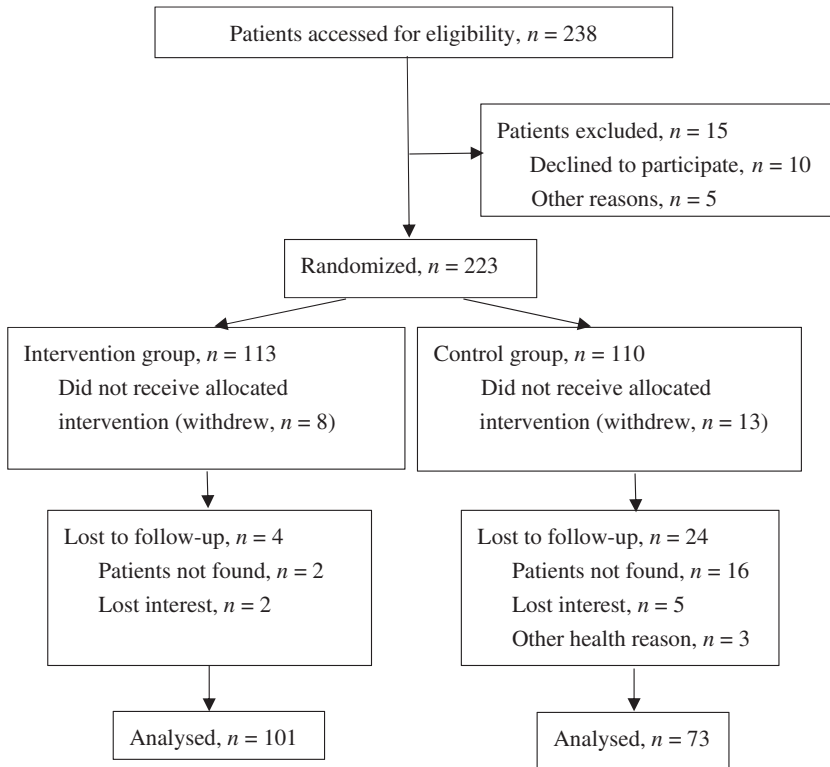 Patients accessed for eligibility, n = 238
Patients excluded, n = 15
Declined to participate, n = 10
Other reasons, n = 5
Randomized, n = 223
Intervention group, n = 113
Did not receive allocated
intervention (withdrew, n = 8)
Control group, n = 110
Did not receive allocated
intervention (withdrew, n = 13)
Lost to follow-up, n = 4
Patients not found, n = 2
Lost interest, n = 2
Lost to follow-up, n = 24
Patients not found, n = 16
Lost interest, n = 5
Other health reason, n = 3
Analysed, n = 101
Analysed, n = 73